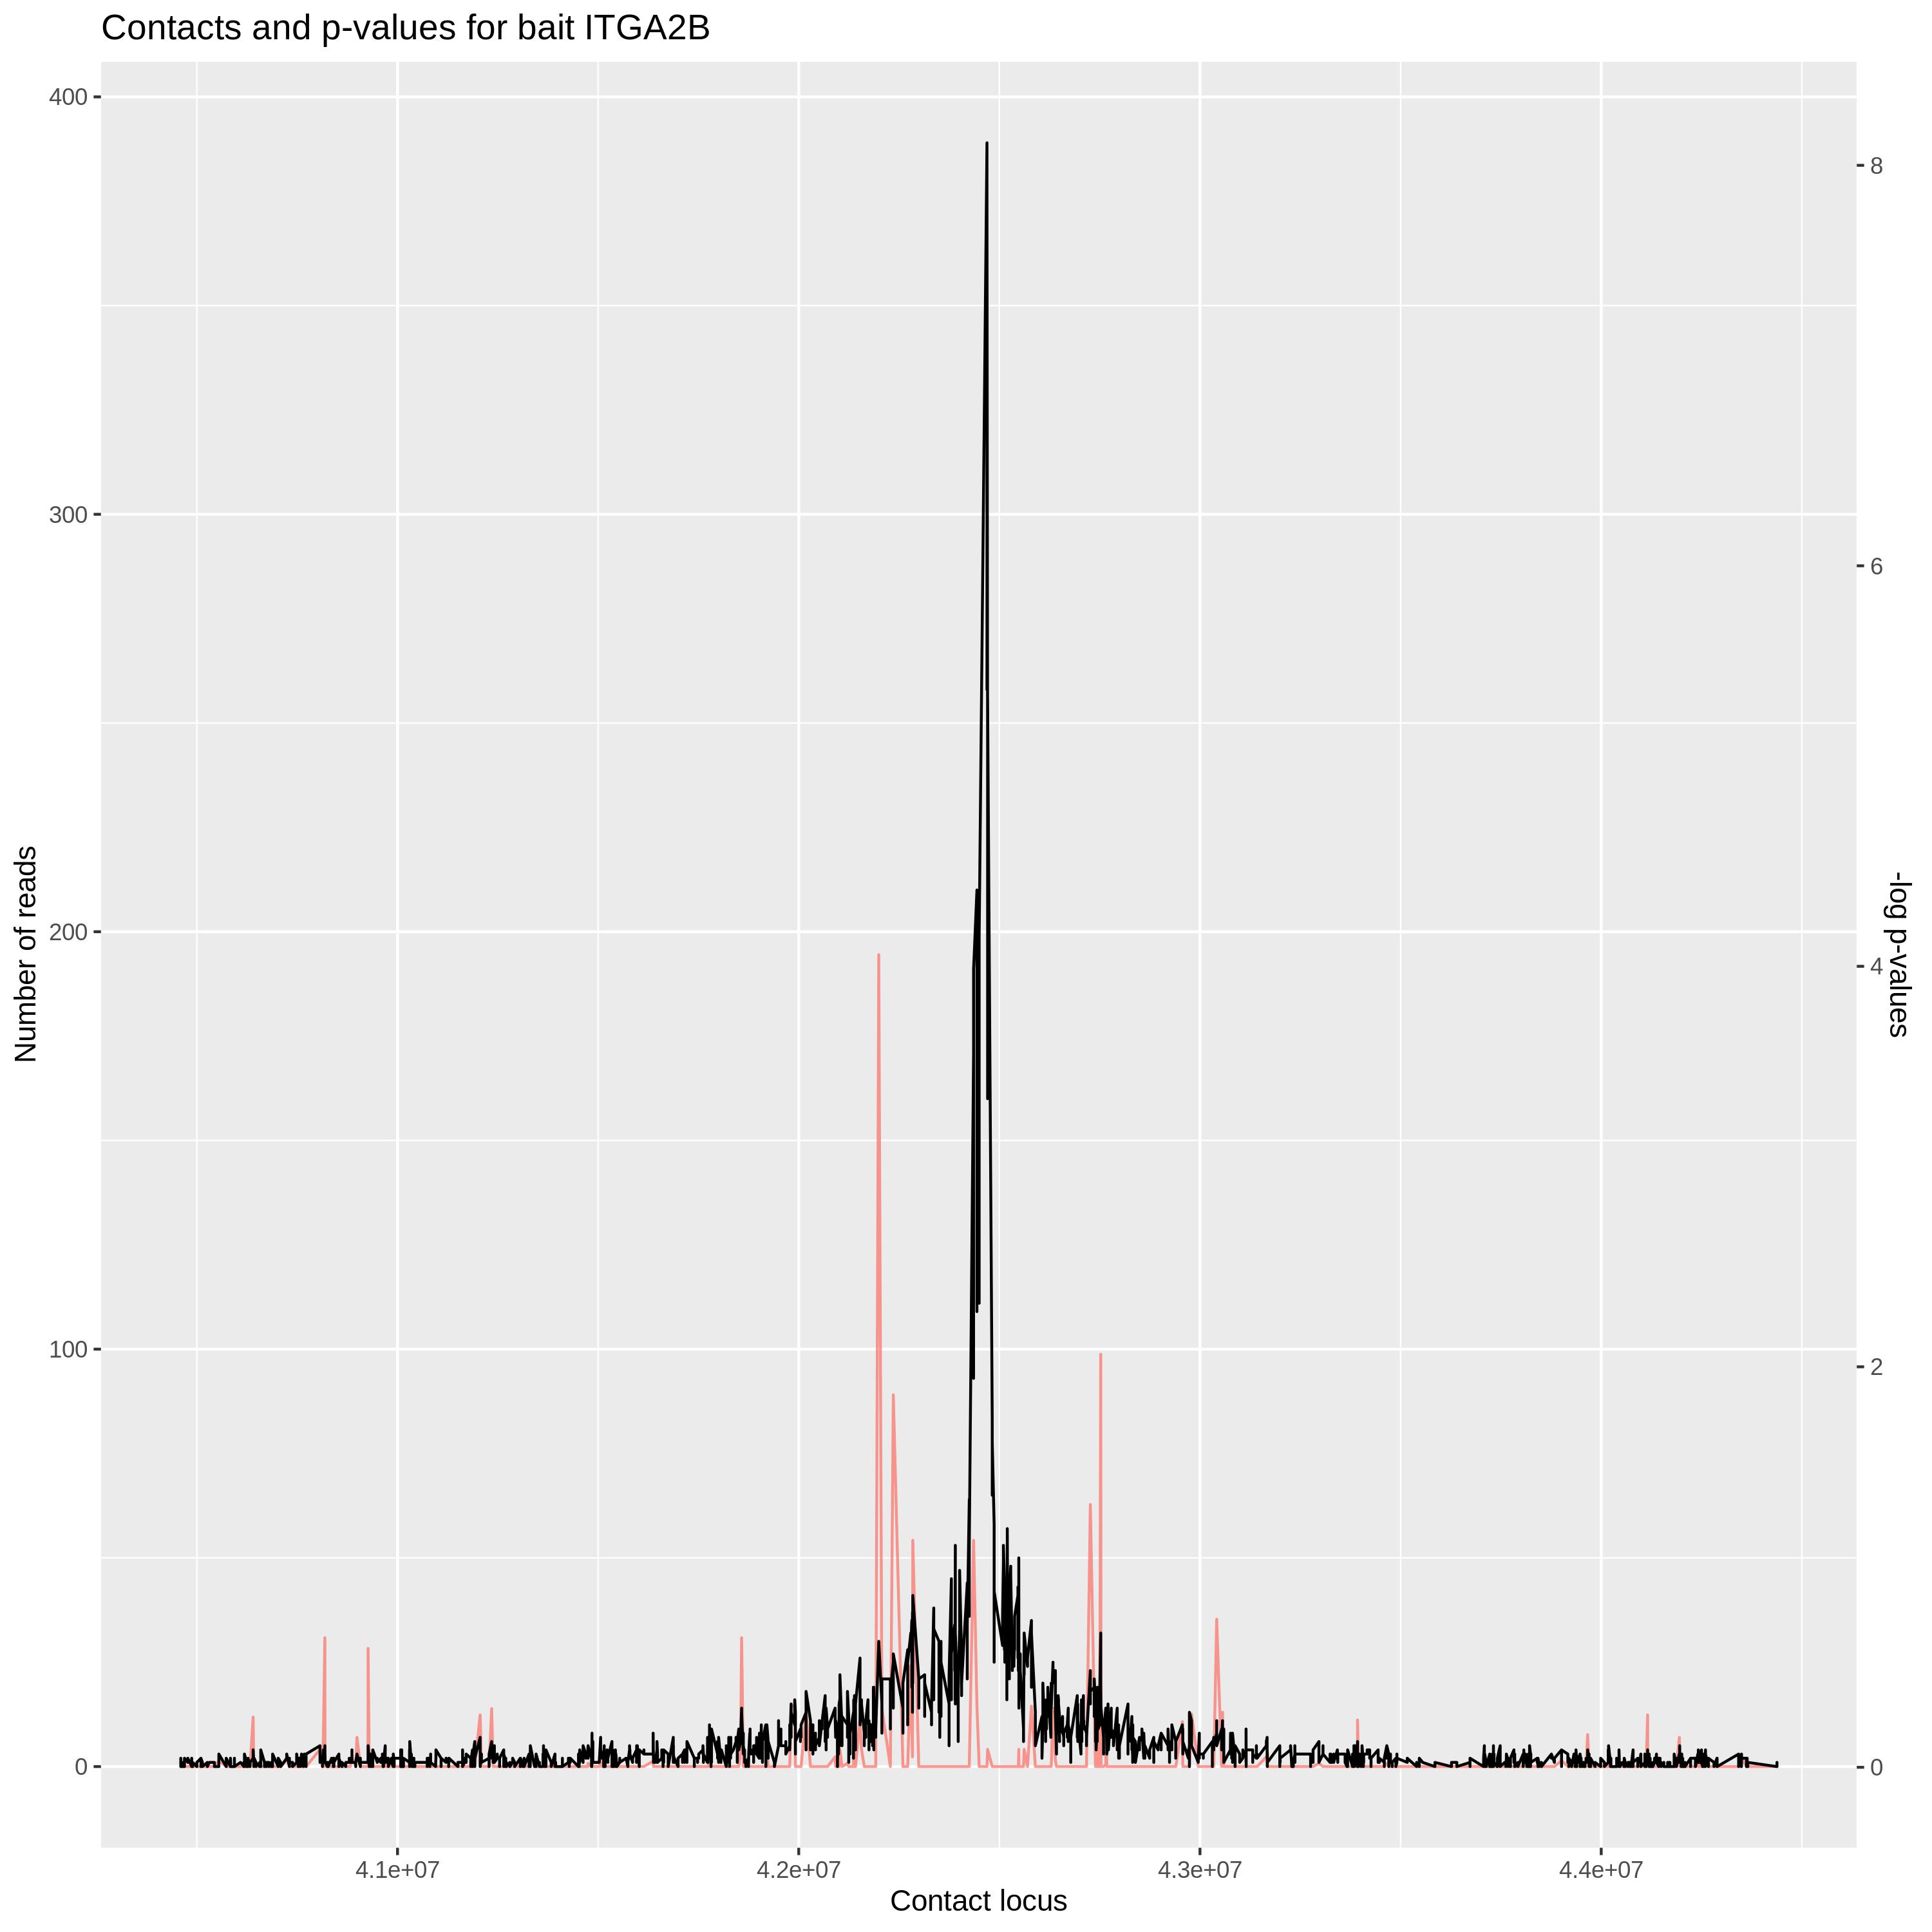 Contacts and p-values for bait ITGA2B
400
300
200
100
0
Number of reads
8
6
4
2
0
-log p-values
4.1e+07
4.2e+07
4.3e+07
4.4e+07
Contact locus